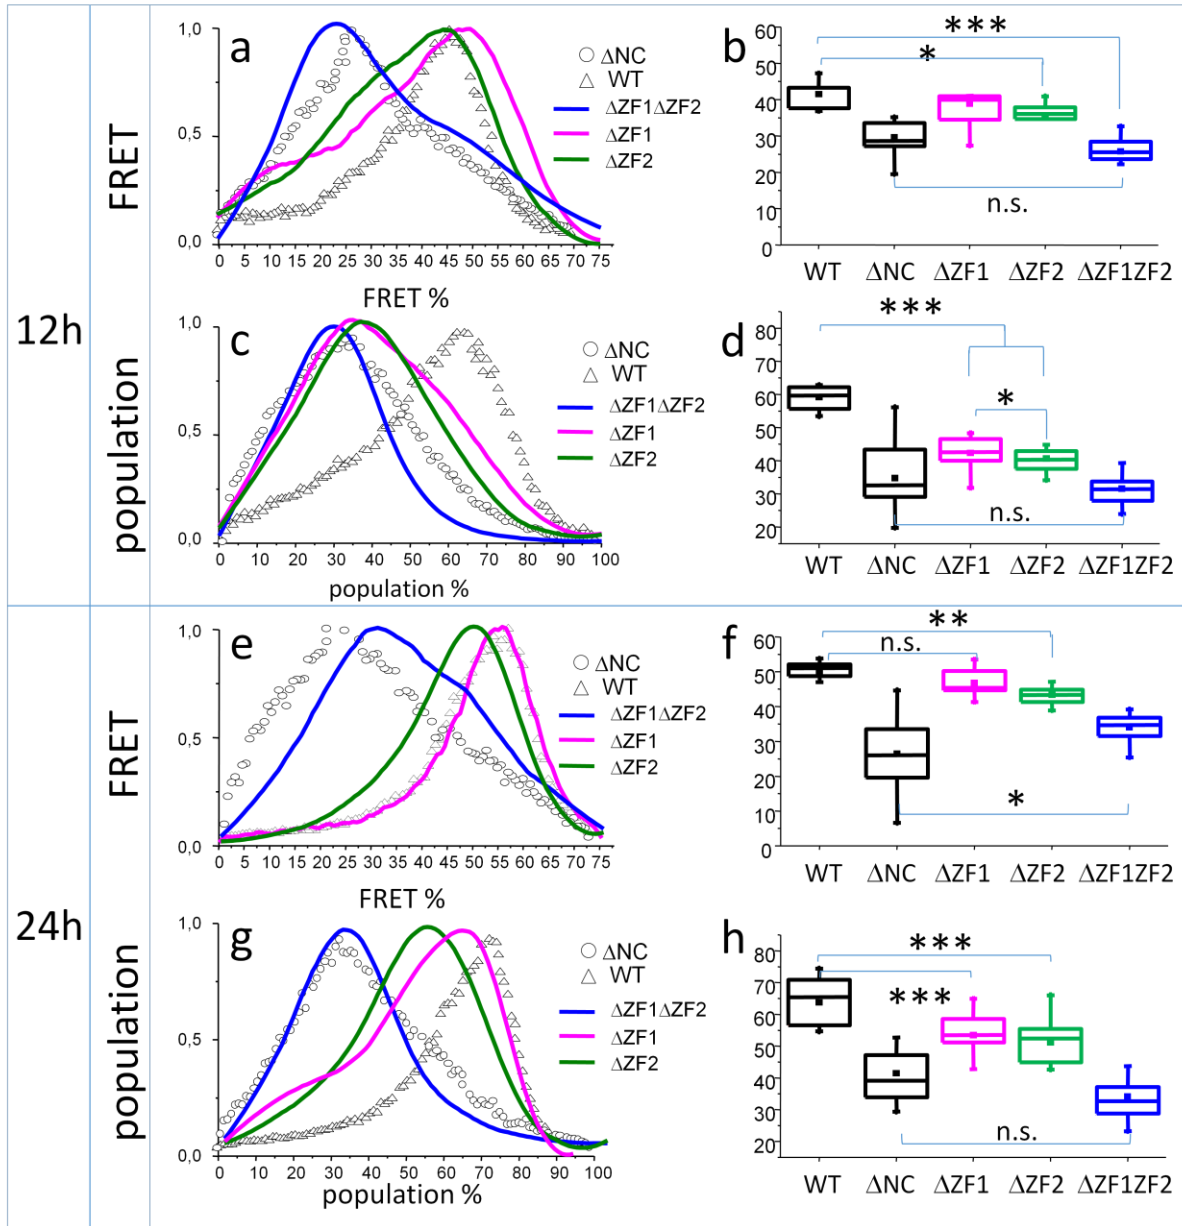 12h
FRET
a
1,0
0,5
0,0
0 5 10 15 20 25 30 35 40 45 50 55 60 65 70 75
FRET %
ΔNC
WT
ΔZF1ΔZF2
ΔZF1
ΔZF2
b
60
50
40
30
20
10
0
***
*
n.s.
WT ΔNC ΔZF1 ΔZF2 ΔZF1ZF2
population
c
1,0
0,5
0,0
0 10 20 30 40 50 60 70 80 90 100
population %
ΔNC
WT
ΔZF1ΔZF2
ΔZF1
ΔZF2
d
80
70
60
50
40
30
20
***
*
n.s.
WT ΔNC ΔZF1 ΔZF2 ΔZF1ZF2
24h
FRET
e
1,0
0,5
0,0
0 5 10 15 20 25 30 35 40 45 50 55 60 65 70 75
FRET %
ΔNC
WT
ΔZF1ΔZF2
ΔZF1
ΔZF2
f
60
50
40
30
20
10
0
**
n.s.
*
WT ΔNC ΔZF1 ΔZF2 ΔZF1ZF2
population
g
1,0
0,5
0,0
0 10 20 30 40 50 60 70 80 90 100
population %
ΔNC
WT
ΔZF1ΔZF2
ΔZF1
ΔZF2
h
80
70
60
50
40
30
20
***
***
n.s.
WT ΔNC ΔZF1 ΔZF2 ΔZF1ZF2